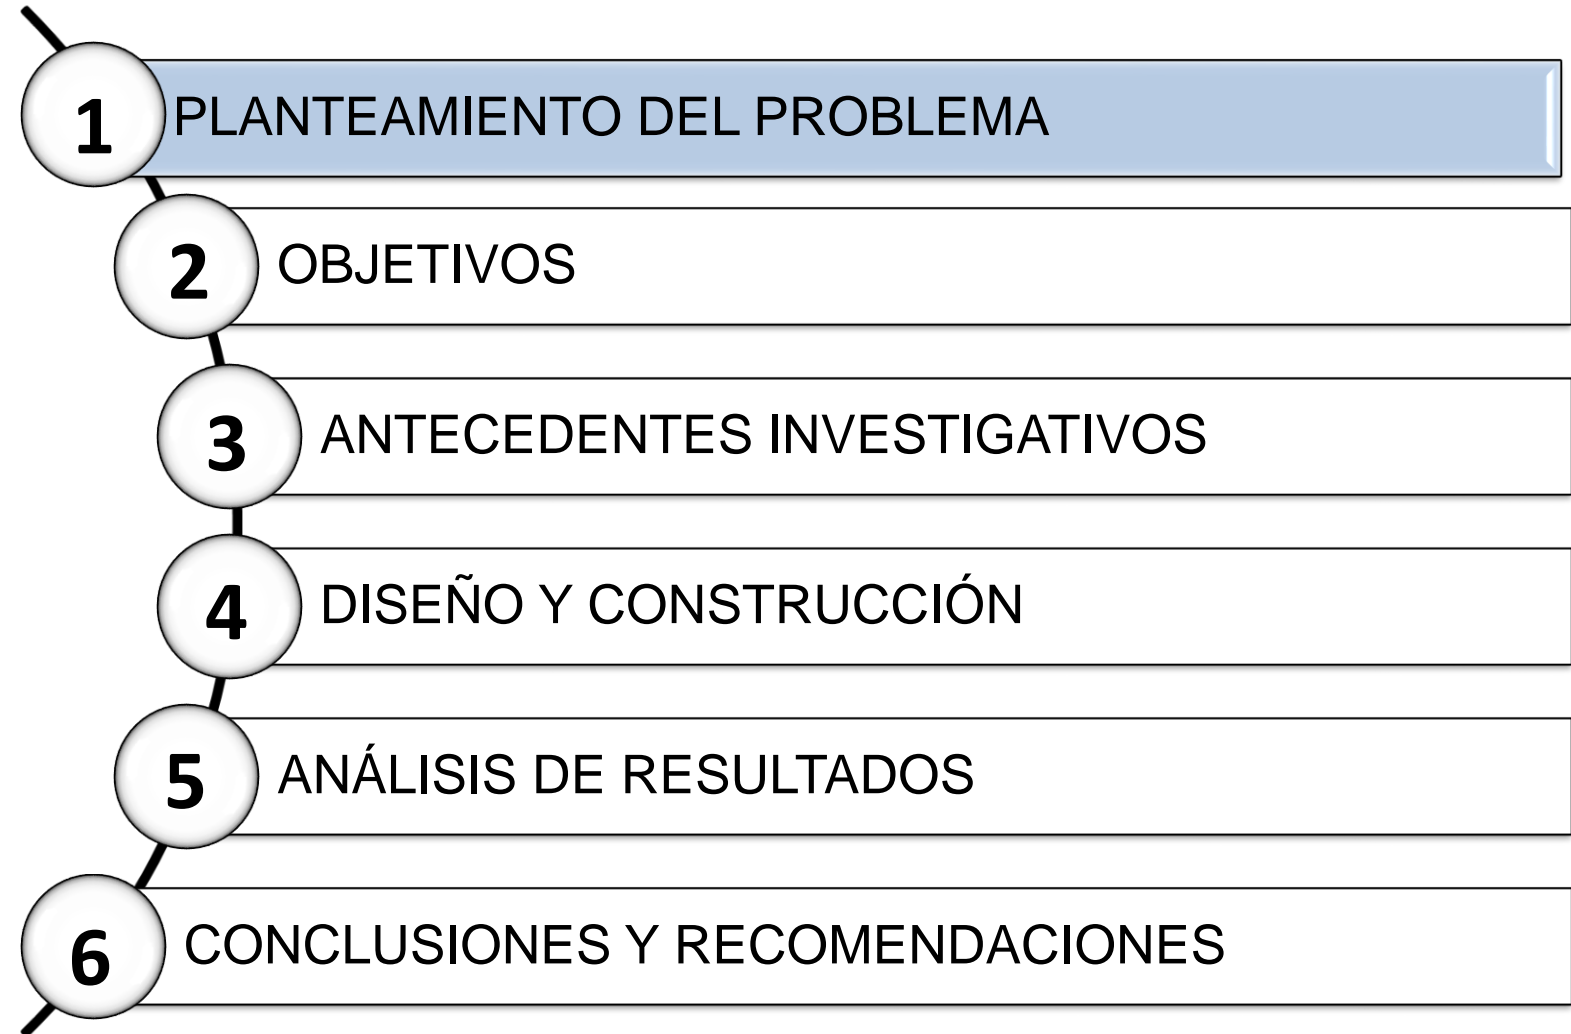 1 PLANTEAMIENTO DEL PROBLEMA
2 OBJETIVOS
3 ANTECEDENTES INVESTIGATIVOS
4 DISEÑO Y CONSTRUCCIÓN
5 ANÁLISIS DE RESULTADOS
6 CONCLUSIONES Y RECOMENDACIONES